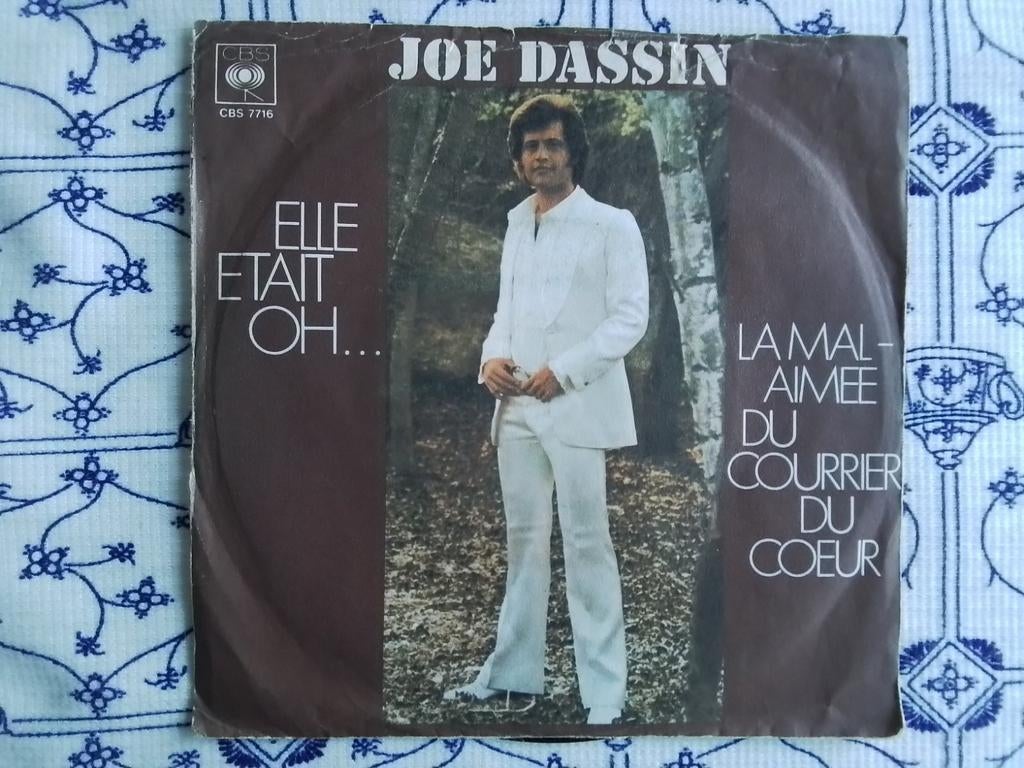 CBS
CBS 7716
JOE DASSIN
ELLE
ETAIT
OH...
LA MAL-
AIMEE
DU
COURRIER
DU
COEUR